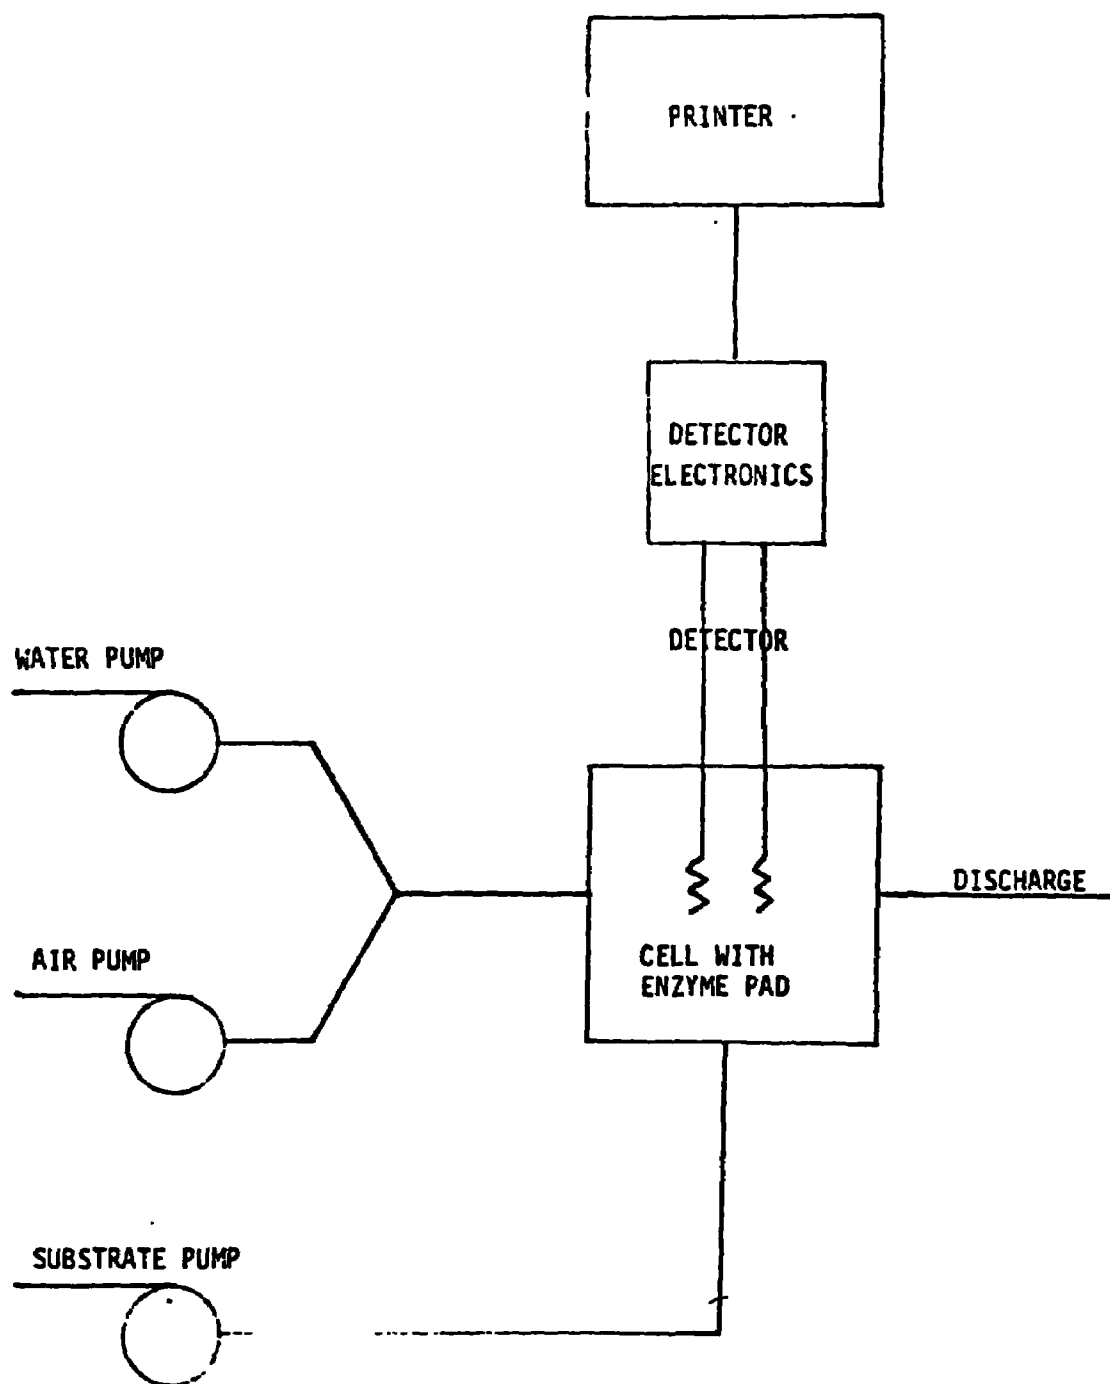 PRINTER
DETECTOR
ELECTRONICS
DETECTOR
WATER PUMP
DISCHARGE
AIR PUMP
CELL WITH
ENZYME PAD
SUBSTRATE PUMP